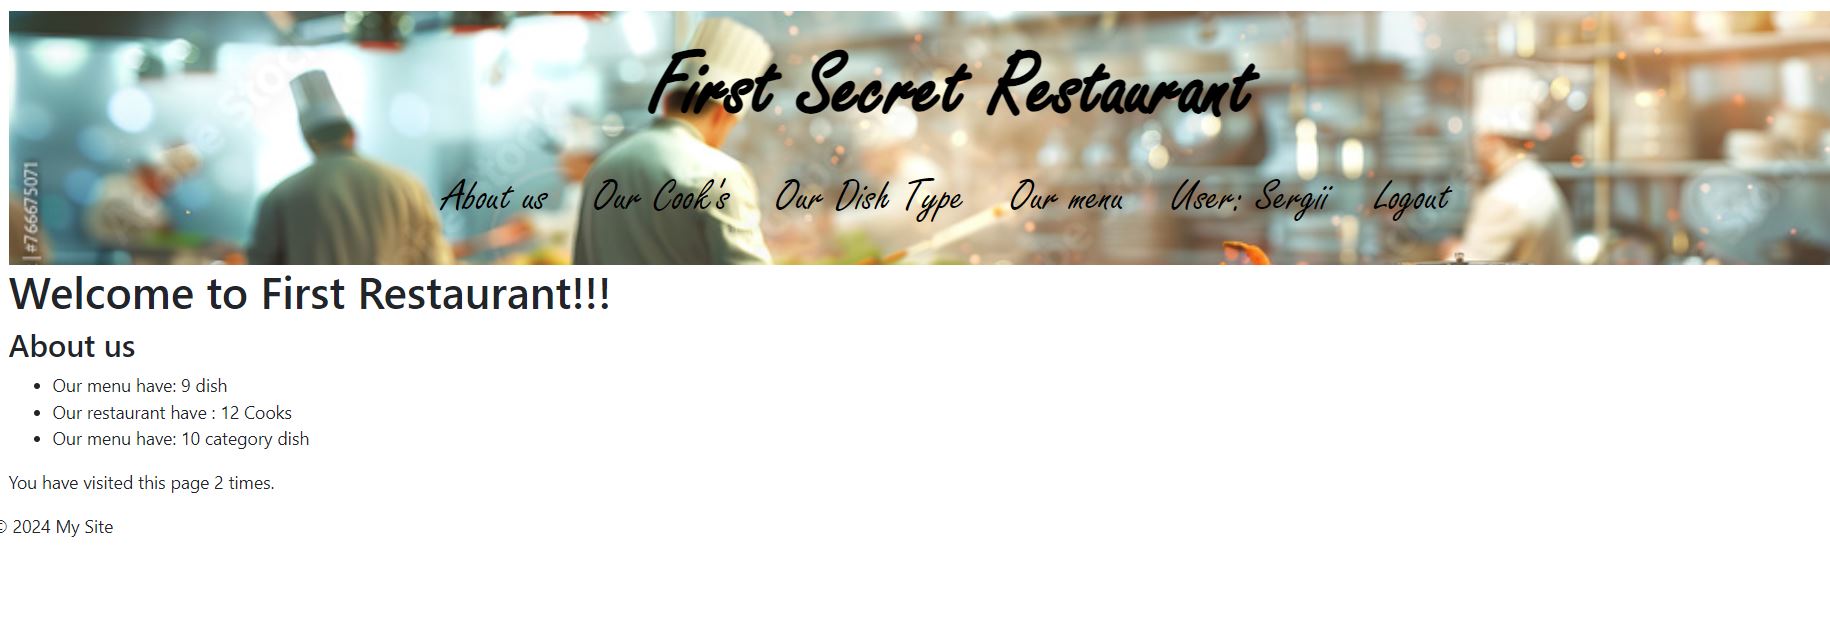 First Secret Restaurant
About us Our Cook's Our Dish Type Our menu User: Sergii Logout
|#766675071
Welcome to First Restaurant!!!
About us
Our menu have: 9 dish
Our restaurant have : 12 Cooks
Our menu have: 10 category dish
You have visited this page 2 times.
© 2024 My Site